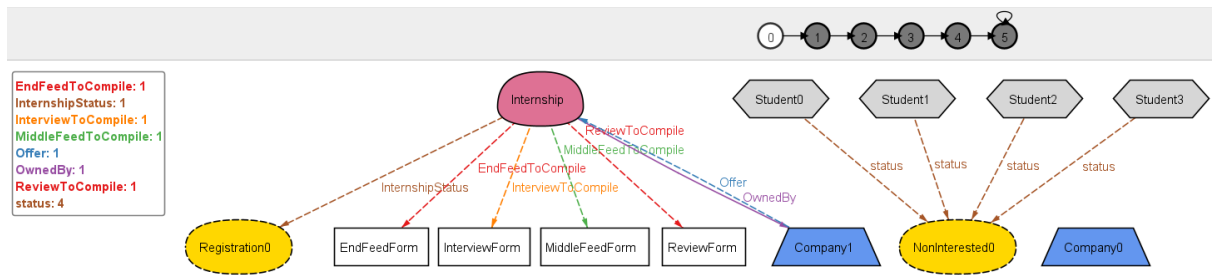 0 1 2 3 4 5
EndFeedToCompile: 1
InternshipStatus: 1
InterviewToCompile: 1
MiddleFeedToCompile: 1
Offer: 1
OwnedBy: 1
ReviewToCompile: 1
status: 4
Internship
Student0 Student1 Student2 Student3
ReviewToCompile
MiddleFeedToCompile
EndFeedToCompile
status status status status
InternshipStatus InterviewToCompile
Offer
OwnedBy
Registration0 EndFeedForm InterviewForm MiddleFeedForm ReviewForm Company1 NonInterested0 Company0